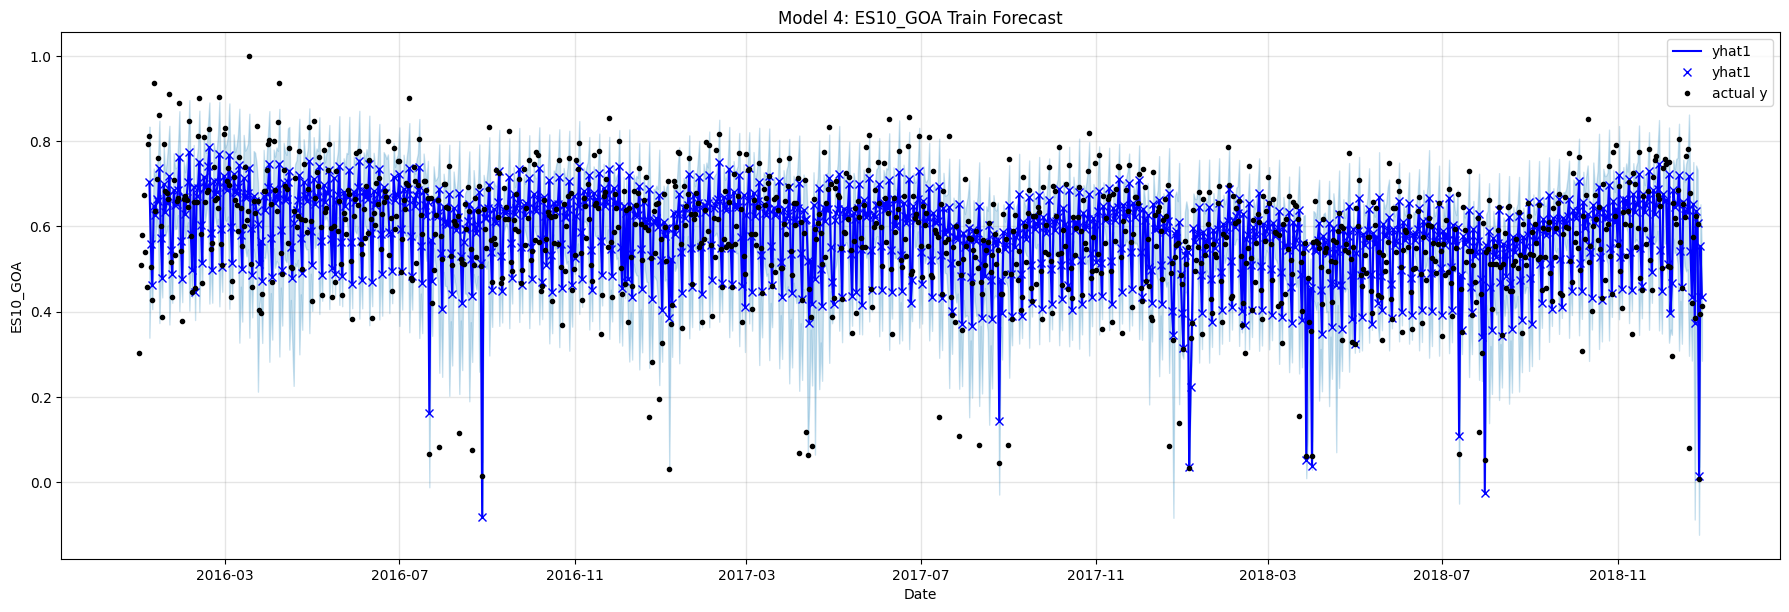 Model 4: ES10_GOA Train Forecast
yhat1
yhat1
actual y
1.0
0.8
0.6
0.4
0.2
0.0
ES10_GOA
2016-03
2016-07
2016-11
2017-03
2017-07
2017-11
2018-03
2018-07
2018-11
Date